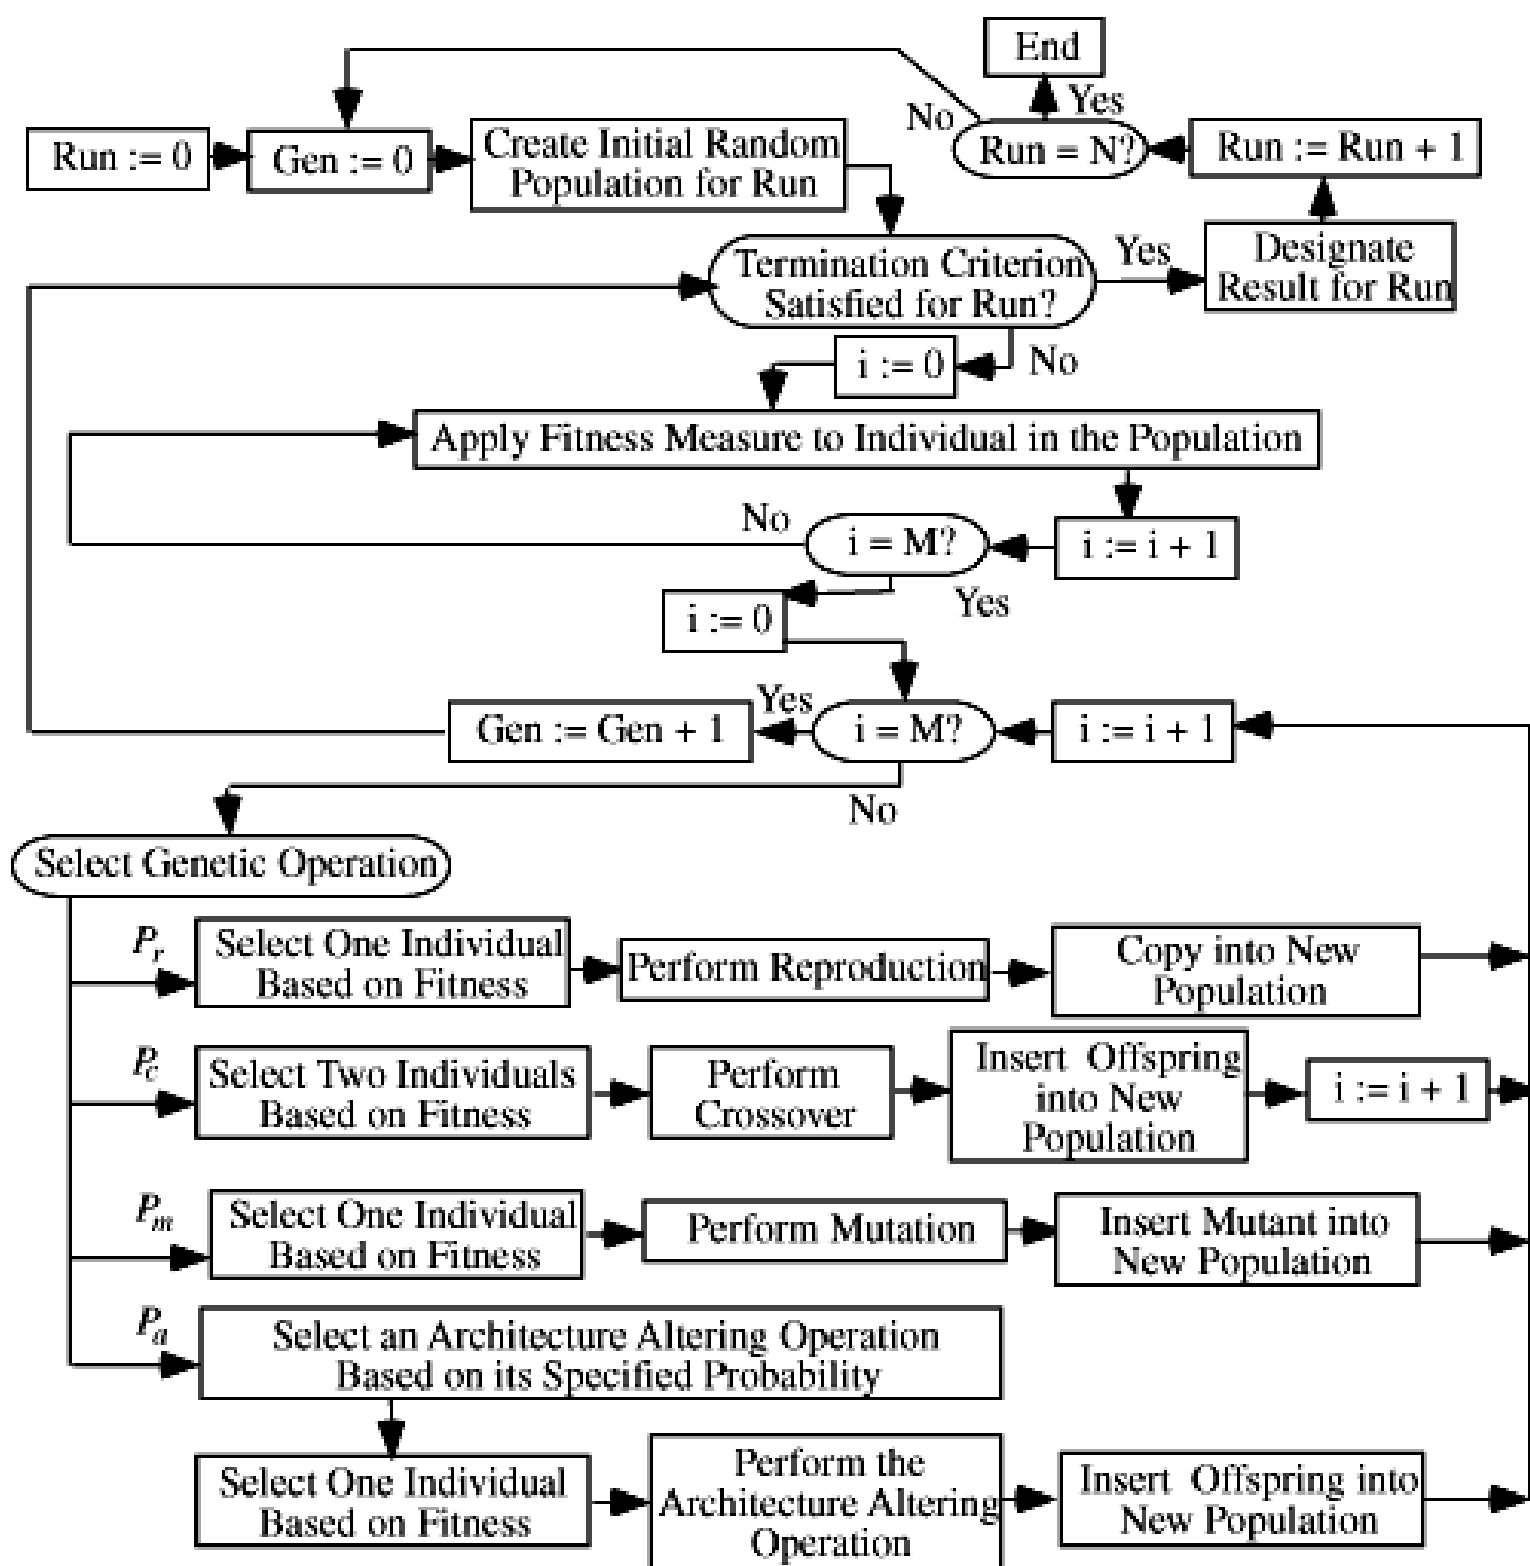 End
No
Yes
Run := 0
Gen := 0
Create Initial Random
Population for Run
Run = N?
Run := Run + 1
Termination Criterion
Satisfied for Run?
Yes
Designate
Result for Run
i := 0
No
Apply Fitness Measure to Individual in the Population
No
i = M?
i := i + 1
Yes
i := 0
Gen := Gen + 1
Yes
i = M?
i := i + 1
No
Select Genetic Operation
Pr
Select One Individual
Based on Fitness
Perform Reproduction
Copy into New
Population
Pc
Select Two Individuals
Based on Fitness
Perform
Crossover
Insert Offspring
into New
Population
i := i + 1
Pm
Select One Individual
Based on Fitness
Perform Mutation
Insert Mutant into
New Population
Pa
Select an Architecture Altering Operation
Based on its Specified Probability
Select One Individual
Based on Fitness
Perform the
Architecture Altering
Operation
Insert Offspring into
New Population